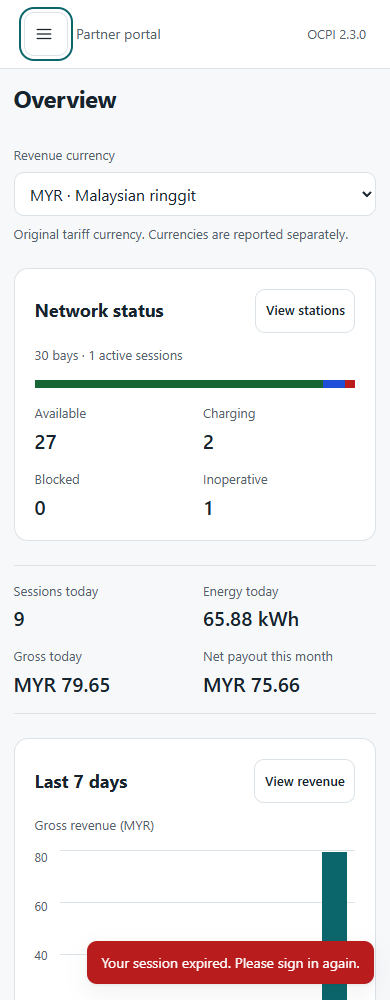 Partner portal
OCPI 2.3.0
Overview
Revenue currency
MYR · Malaysian ringgit
Original tariff currency. Currencies are reported separately.
Network status
View stations
30 bays · 1 active sessions
Available
Charging
27
2
Blocked
Inoperative
0
1
Sessions today
Energy today
9
65.88 kWh
Gross today
Net payout this month
MYR 79.65
MYR 75.66
Last 7 days
View revenue
Gross revenue (MYR)
80
60
40
Your session expired. Please sign in again.